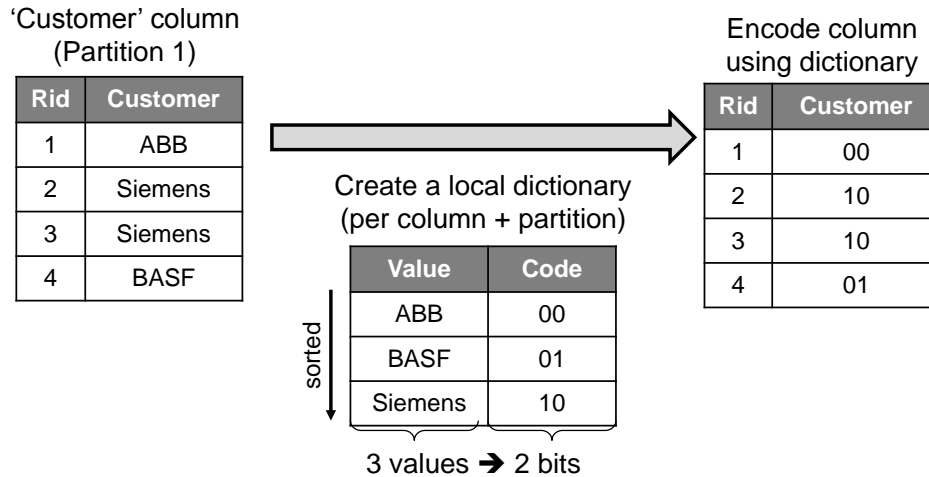 ‘Customer’ column
(Partition 1)
Rid Customer
1 ABB
2 Siemens
3 Siemens
4 BASF
Create a local dictionary
(per column + partition)
Value Code
ABB 00
BASF 01
Siemens 10
sorted
3 values ➔ 2 bits
Encode column
using dictionary
Rid Customer
1 00
2 10
3 10
4 01